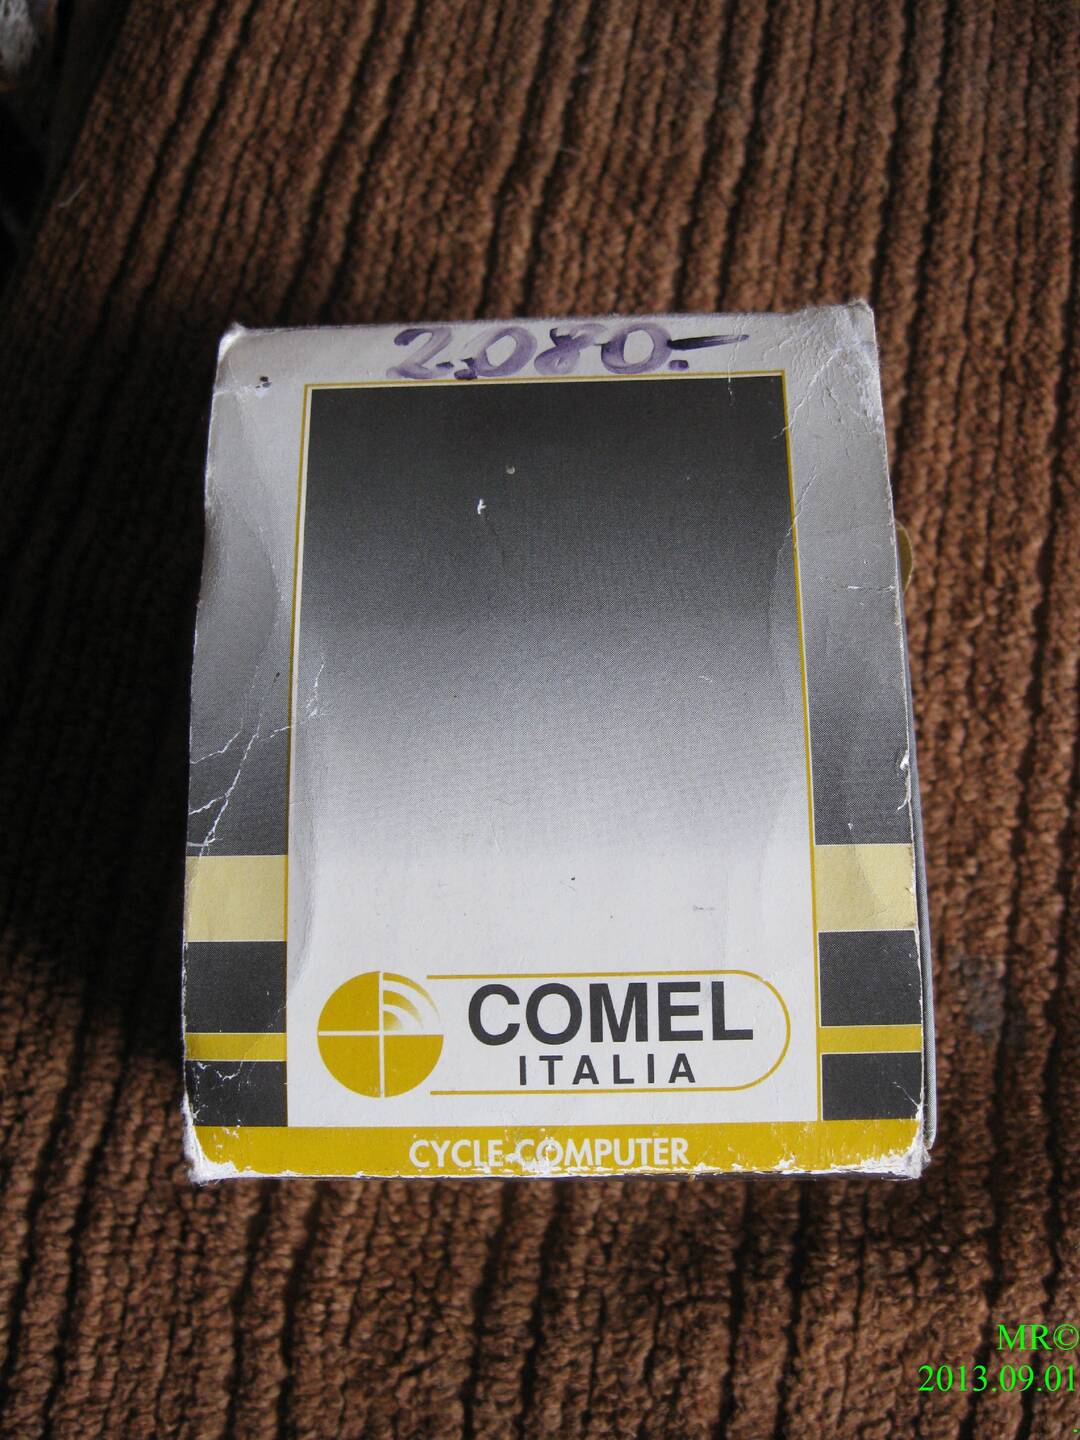 2.080.-
COMEL
ITALIA
CYCLE-COMPUTER
MR©
2013.09.01